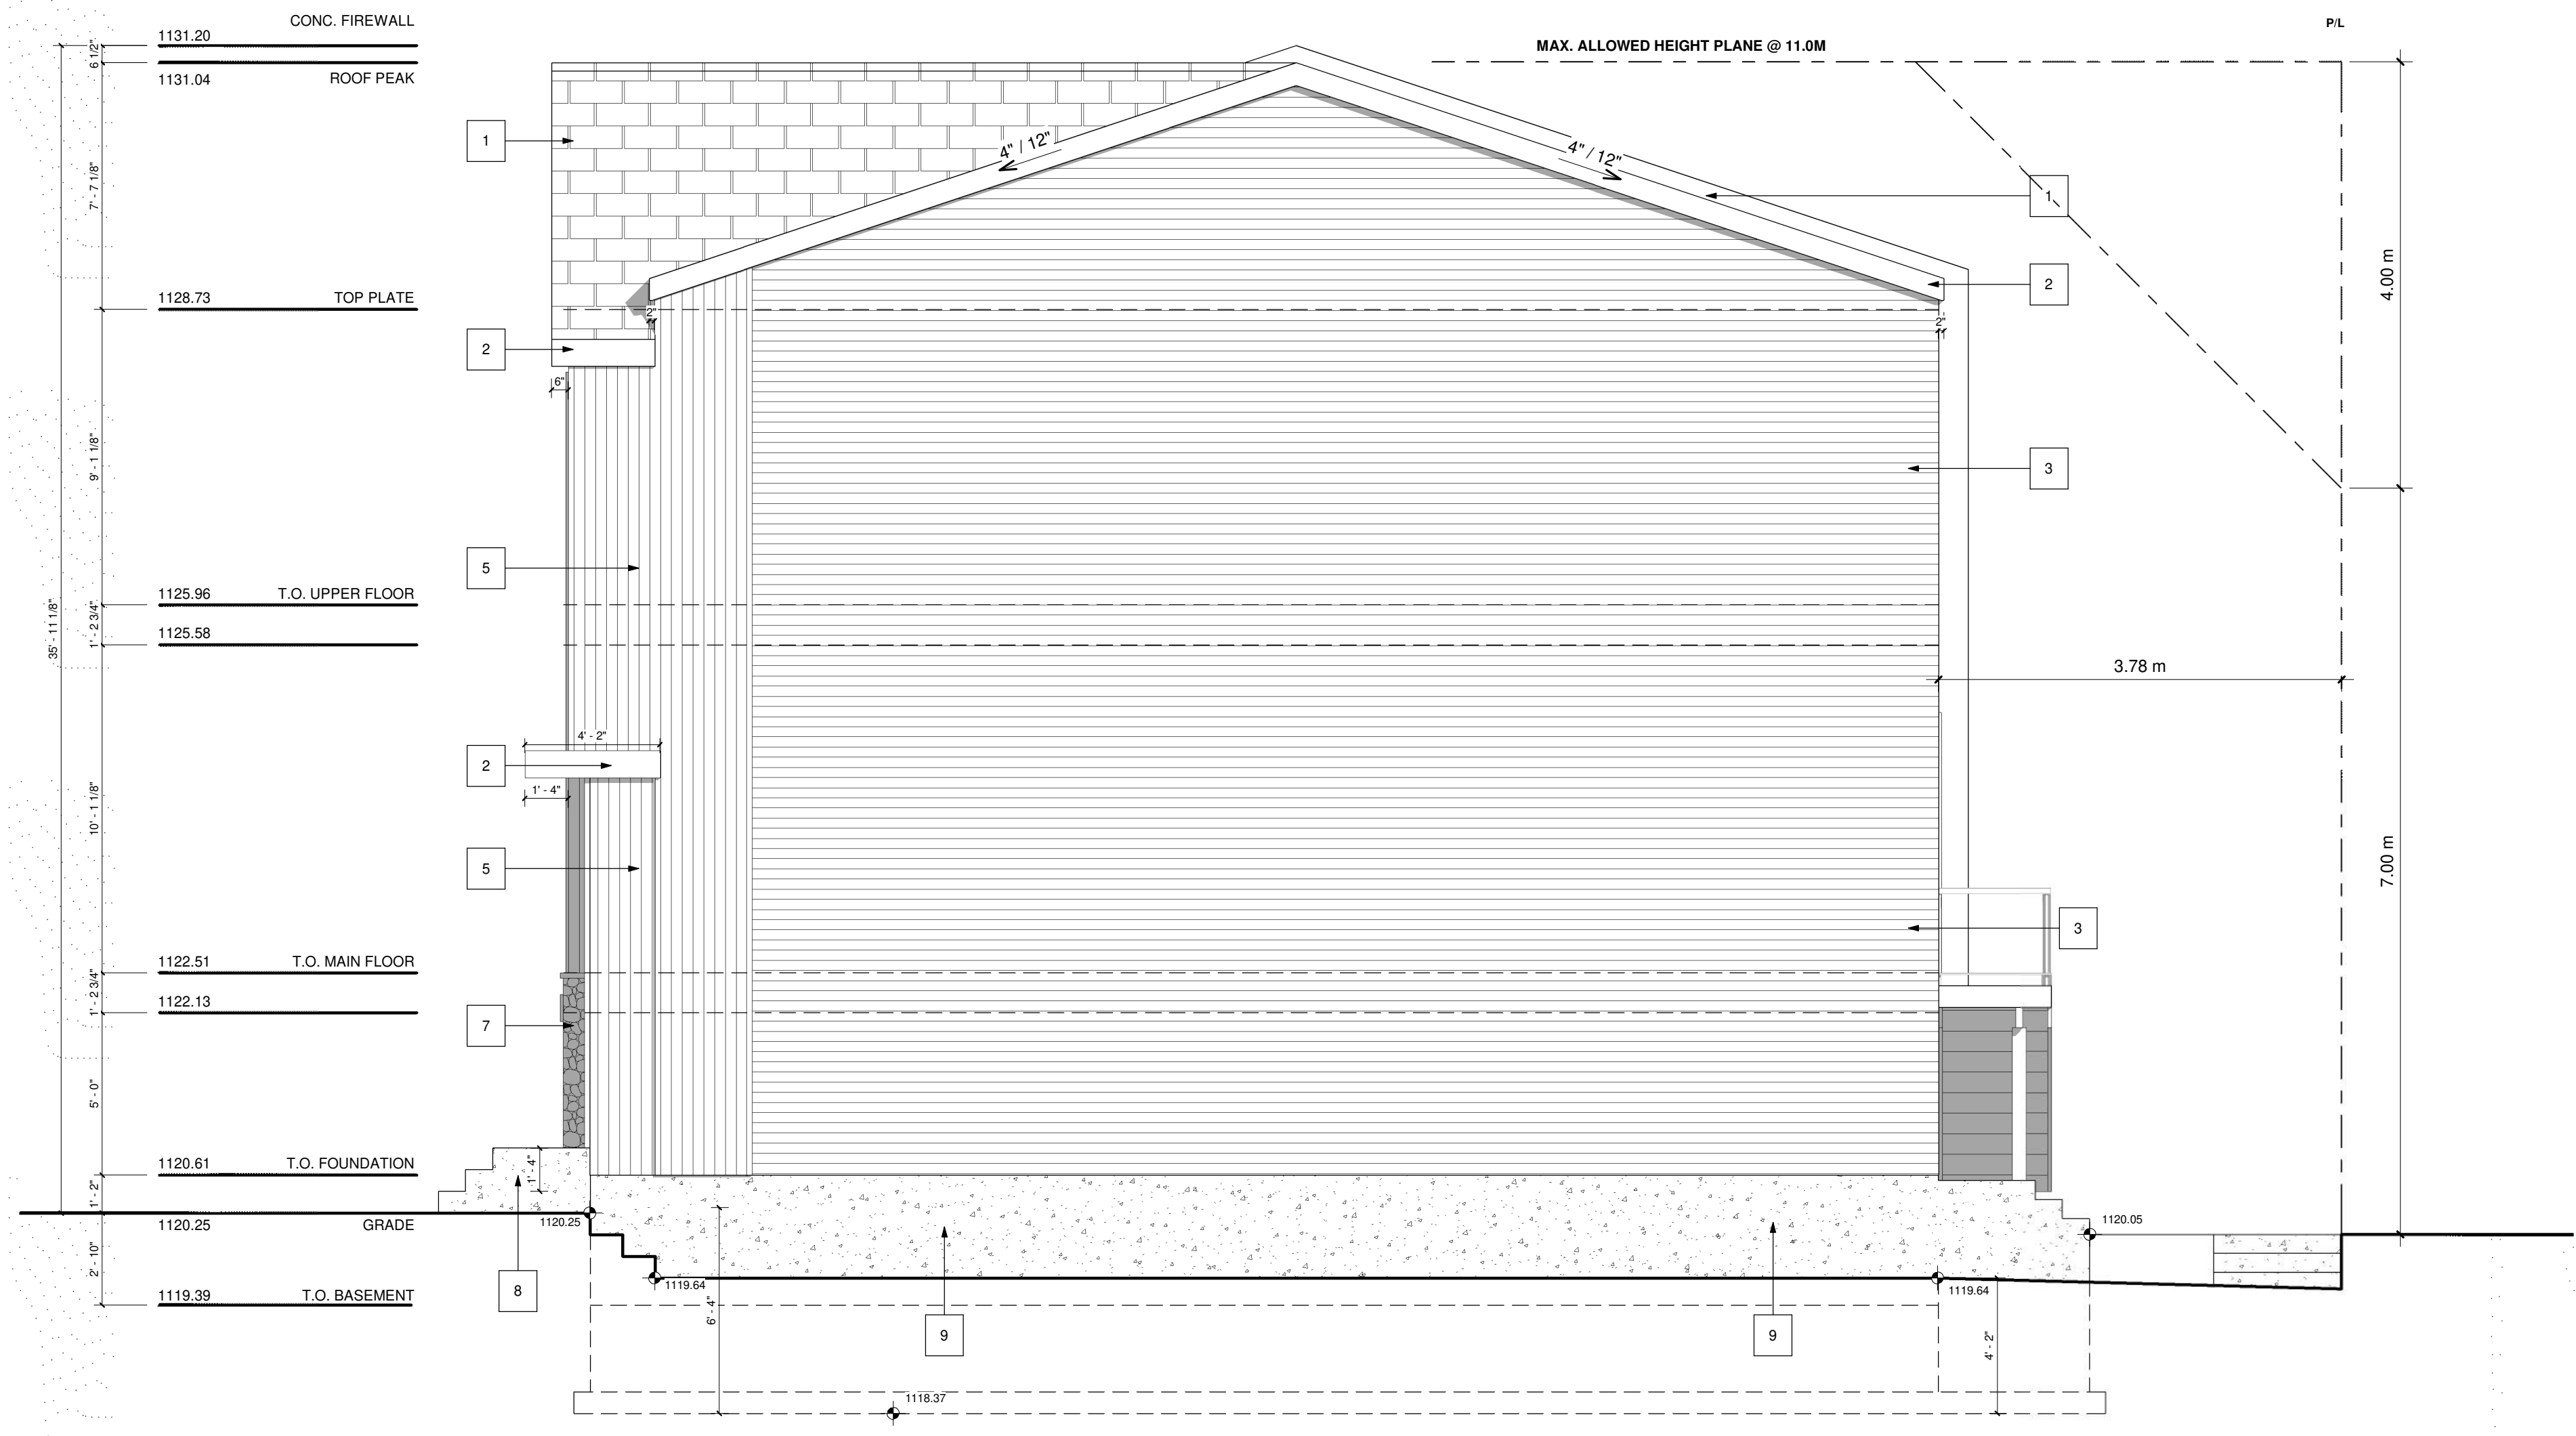 CONC. FIREWALL
1131.20
1131.04 ROOF PEAK
6 1/2"
7' - 7 1/8"
1128.73 TOP PLATE
9' - 1 1/8"
1125.96 T.O. UPPER FLOOR
1' - 2 3/4"
1125.58
35' - 11 1/8"
10' - 1 1/8"
1122.51 T.O. MAIN FLOOR
1' - 2 3/4"
1122.13
5' - 0"
1120.61 T.O. FOUNDATION
1' - 2"
1120.25 GRADE
2' - 10"
1119.39 T.O. BASEMENT
1
2
6"
2"
5
4' - 2"
2
1' - 4"
5
7
1' - 4"
8
1120.25
1119.64
6' - 4"
9
1118.37
4" / 12"
4" / 12"
MAX. ALLOWED HEIGHT PLANE @ 11.0M
P/L
1
2
2"
3
3.78 m
3
4.00 m
7.00 m
1120.05
1119.64
9
4' - 2"